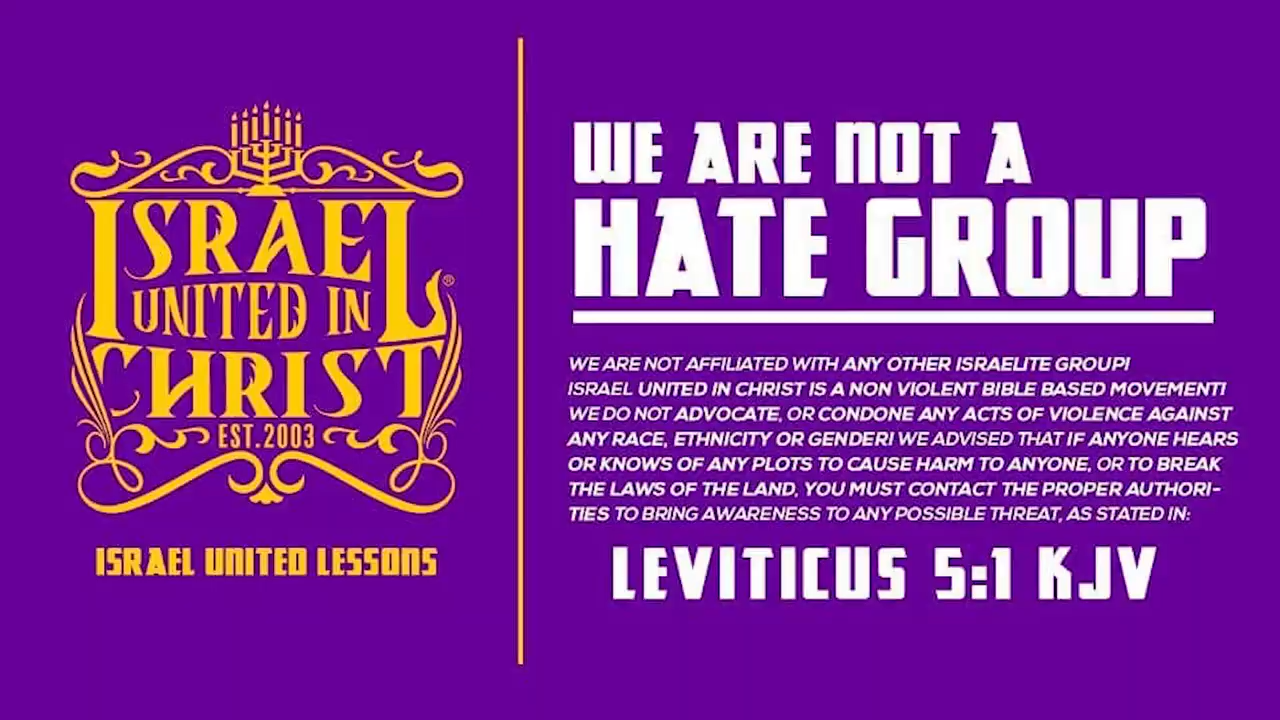 ISRAEL
UNITED IN
CHRIST
®
EST. 2003
ISRAEL UNITED LESSONS
WE ARE NOT A
HATE GROUP
WE ARE NOT AFFILIATED WITH ANY OTHER ISRAELITE GROUP!
ISRAEL UNITED IN CHRIST IS A NON VIOLENT BIBLE BASED MOVEMENT!
WE DO NOT ADVOCATE, OR CONDONE ANY ACTS OF VIOLENCE AGAINST
ANY RACE, ETHNICITY OR GENDER! WE ADVISED THAT IF ANYONE HEARS
OR KNOWS OF ANY PLOTS TO CAUSE HARM TO ANYONE, OR TO BREAK
THE LAWS OF THE LAND, YOU MUST CONTACT THE PROPER AUTHORI-
TIES TO BRING AWARENESS TO ANY POSSIBLE THREAT, AS STATED IN:
LEVITICUS 5:1 KJV